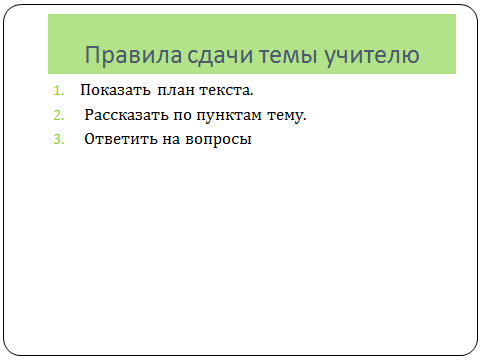 Правила сдачи темы учителю
1. Показать план текста.
2. Рассказать по пунктам тему.
3. Ответить на вопросы